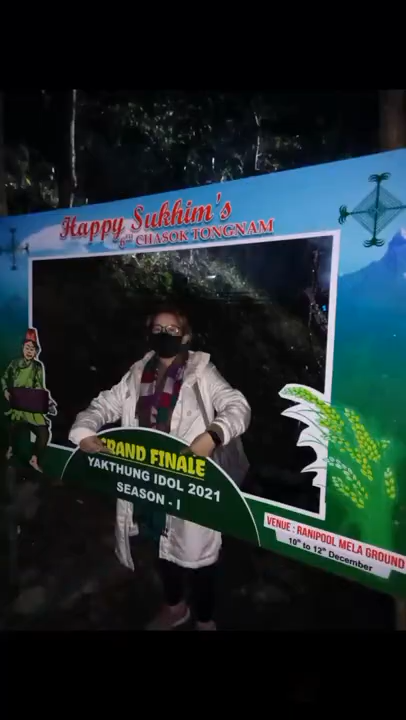 Happy Sukhim's
6TH CHASOK TONGNAM
GRAND FINALE
YAKTHUNG IDOL 2021
SEASON - I
VENUE : RANIPOOL MELA GROUND
10th to 12th December